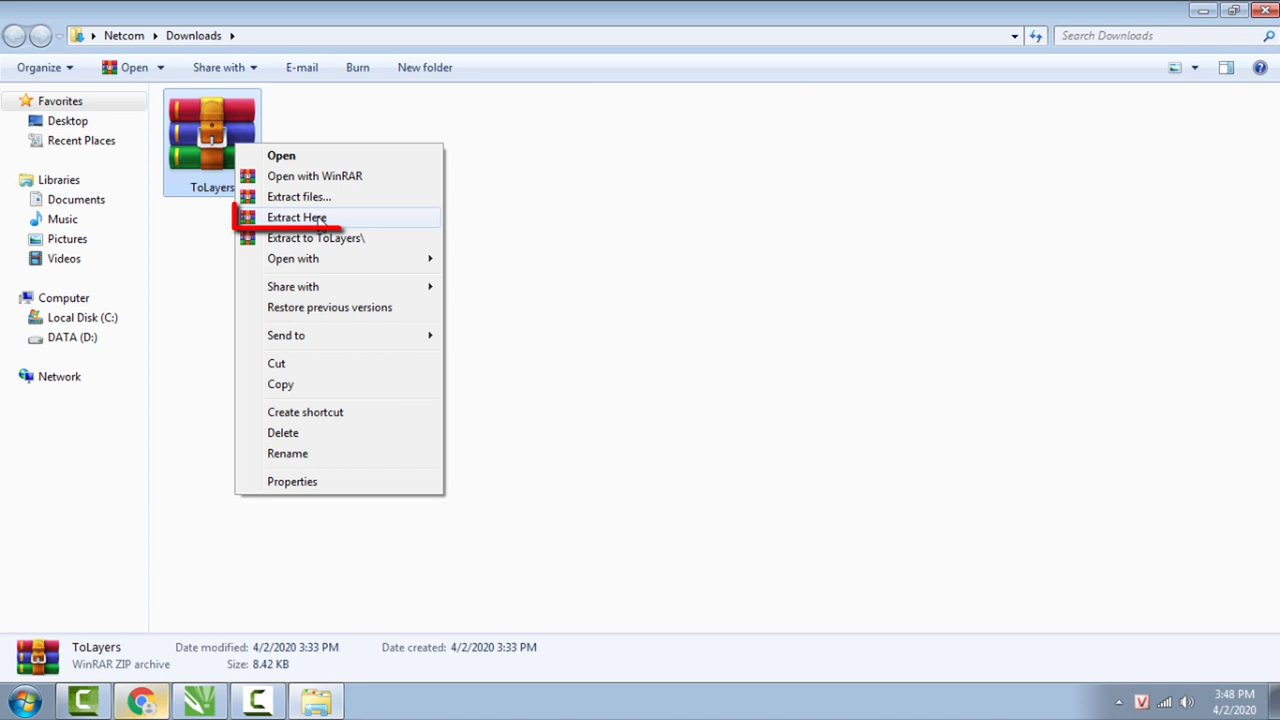 Netcom
Downloads
Search Downloads
Organize
Open
Share with
E-mail
Burn
New folder
Favorites
Desktop
Recent Places
Libraries
Documents
Music
Pictures
Videos
Computer
Local Disk (C:)
DATA (D:)
Network
ToLayers
Open
Open with WinRAR
Extract files...
Extract Here
Extract to ToLayers\
Open with
Share with
Restore previous versions
Send to
Cut
Copy
Create shortcut
Delete
Rename
Properties
ToLayers
Date modified: 4/2/2020 3:33 PM
Date created: 4/2/2020 3:33 PM
WinRAR ZIP archive
Size: 8.42 KB
3:48 PM
4/2/2020